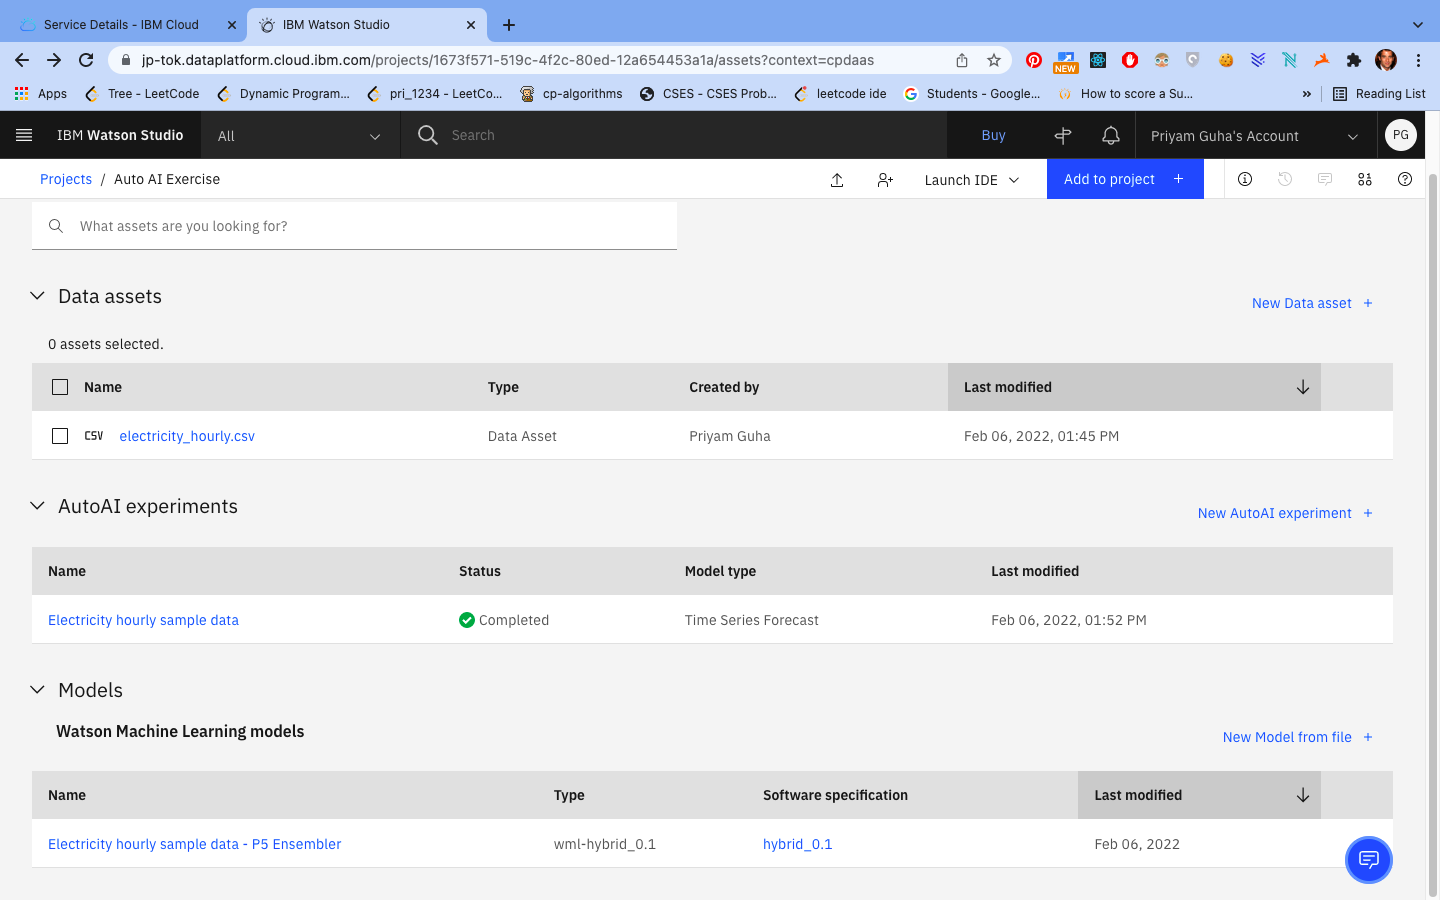 Service Details - IBM Cloud
IBM Watson Studio
jp-tok.dataplatform.cloud.ibm.com/projects/1673f571-519c-4f2c-80ed-12a654453a1a/assets?context=cpdaas
NEW
Apps
Tree - LeetCode
Dynamic Program...
pri_1234 - LeetCo...
cp-algorithms
CSES - CSES Prob...
leetcode ide
Students - Google...
How to score a Su...
»
Reading List
IBM Watson Studio
All
Search
Buy
Priyam Guha's Account
PG
Projects / Auto AI Exercise
Launch IDE
Add to project +
What assets are you looking for?
Data assets
New Data asset +
0 assets selected.
Name Type Created by Last modified
CSV electricity_hourly.csv Data Asset Priyam Guha Feb 06, 2022, 01:45 PM
AutoAI experiments
New AutoAI experiment +
Name Status Model type Last modified
Electricity hourly sample data Completed Time Series Forecast Feb 06, 2022, 01:52 PM
Models
Watson Machine Learning models
New Model from file +
Name Type Software specification Last modified
Electricity hourly sample data - P5 Ensembler wml-hybrid_0.1 hybrid_0.1 Feb 06, 2022